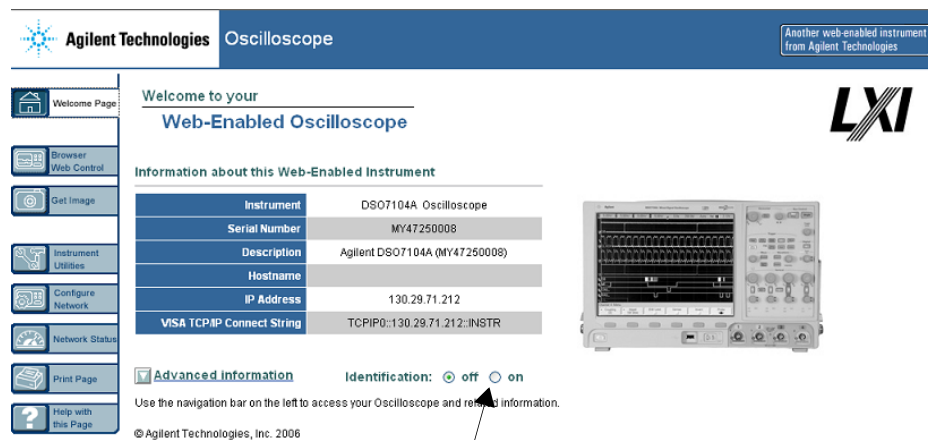 Agilent Technologies Oscilloscope
Another web-enabled instrument
from Agilent Technologies
Welcome Page
Browser
Web Control
Get Image
Instrument
Utilities
Configure
Network
Network Status
Print Page
Help with
this Page
Welcome to your
Web-Enabled Oscilloscope
LXI
Information about this Web-Enabled Instrument
Instrument DSO7104A Oscilloscope
Serial Number MY47250008
Description Agilent DSO7104A (MY47250008)
Hostname
IP Address 130.29.71.212
VISA TCP/IP Connect String TCPIP0::130.29.71.212::INSTR
Advanced information Identification: off on
Use the navigation bar on the left to access your Oscilloscope and related information.
© Agilent Technologies, Inc. 2006